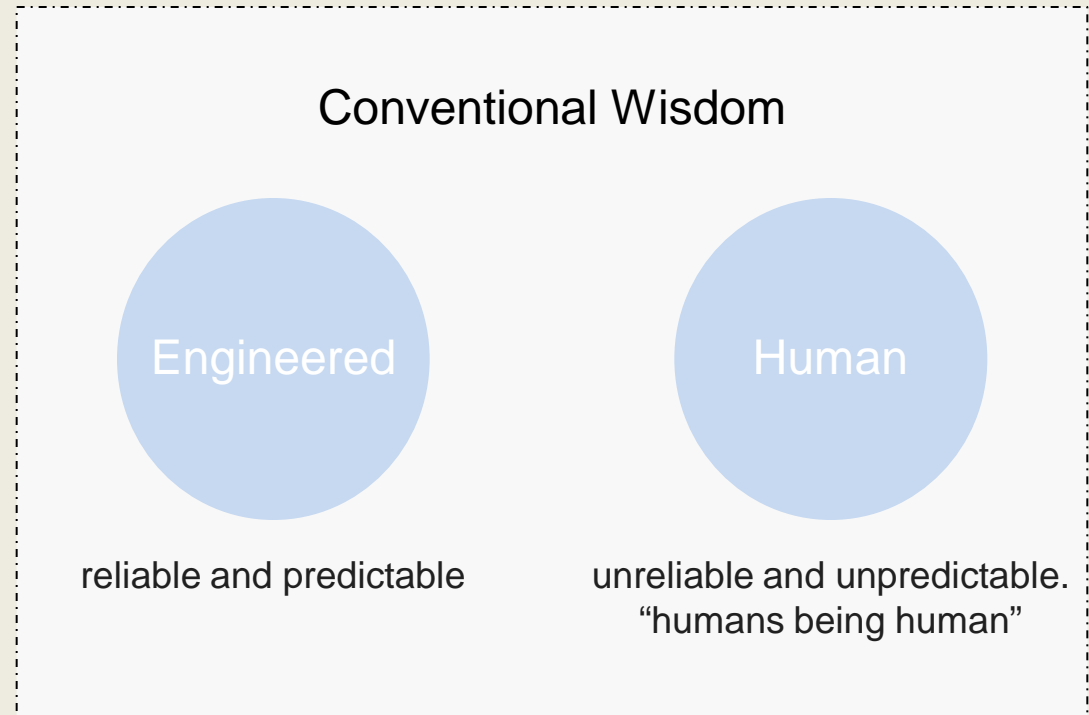 Conventional Wisdom
Engineered
Human
reliable and predictable
unreliable and unpredictable.
“humans being human”